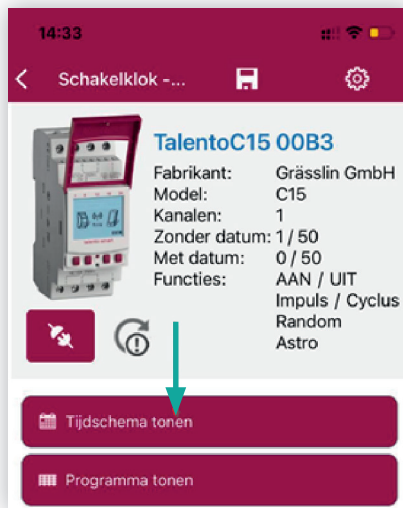 14:33
Schakelklok -...
TalentoC15 00B3
Fabrikant: Grässlin GmbH
Model: C15
Kanalen: 1
Zonder datum: 1 / 50
Met datum: 0 / 50
Functies: AAN / UIT
Impuls / Cyclus
Random
Astro
Tijdschema tonen
Programma tonen